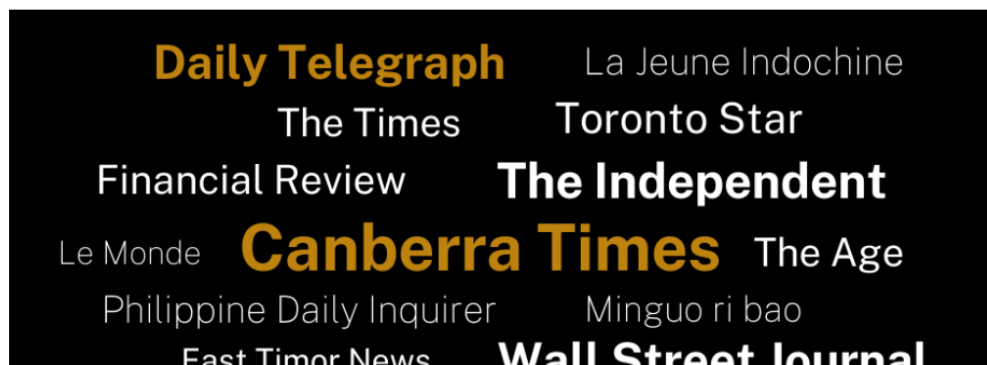 Daily Telegraph La Jeune Indochine
The Times Toronto Star
Financial Review The Independent
Le Monde Canberra Times The Age
Philippine Daily Inquirer Minguo ri bao
East Timor News Wall Street Journal